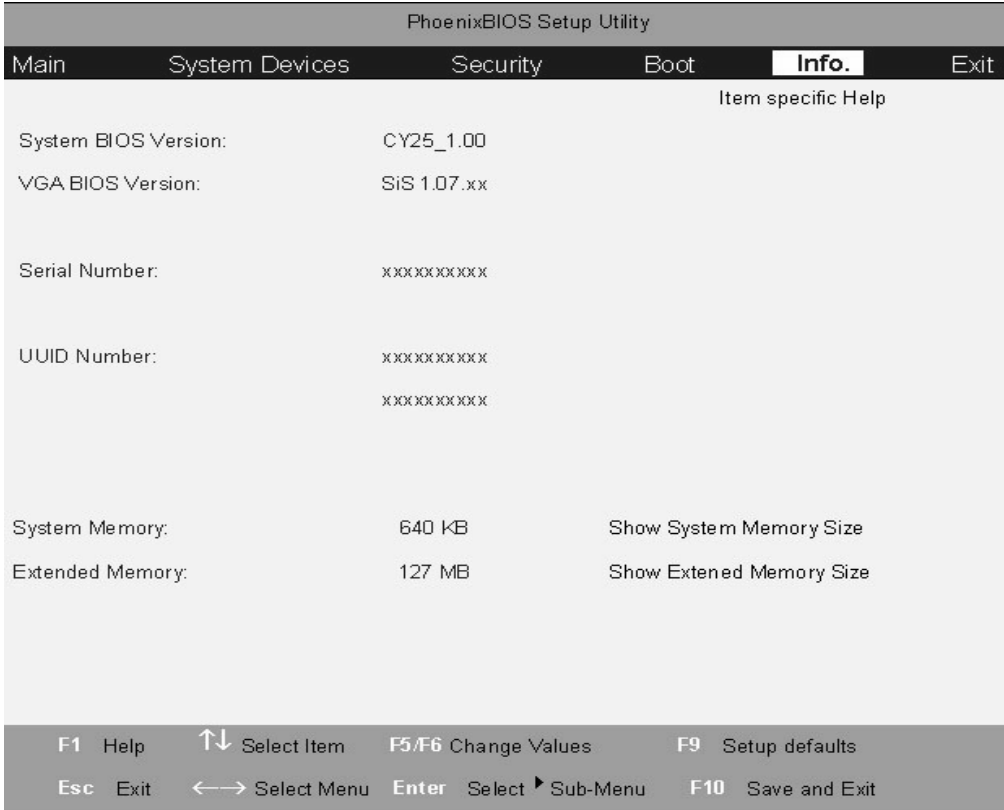 PhoenixBIOS Setup Utility
Main System Devices Security Boot Info. Exit
Item specific Help
System BIOS Version: CY25_1.00
VGA BIOS Version: SiS 1.07.xx
Serial Number: xxxxxxxxxx
UUID Number: xxxxxxxxxx
xxxxxxxxxx
System Memory: 640 KB Show System Memory Size
Extended Memory: 127 MB Show Extened Memory Size
F1 Help ↑↓ Select Item F5/F6 Change Values F9 Setup defaults
Esc Exit ←→ Select Menu Enter Select ▶ Sub-Menu F10 Save and Exit